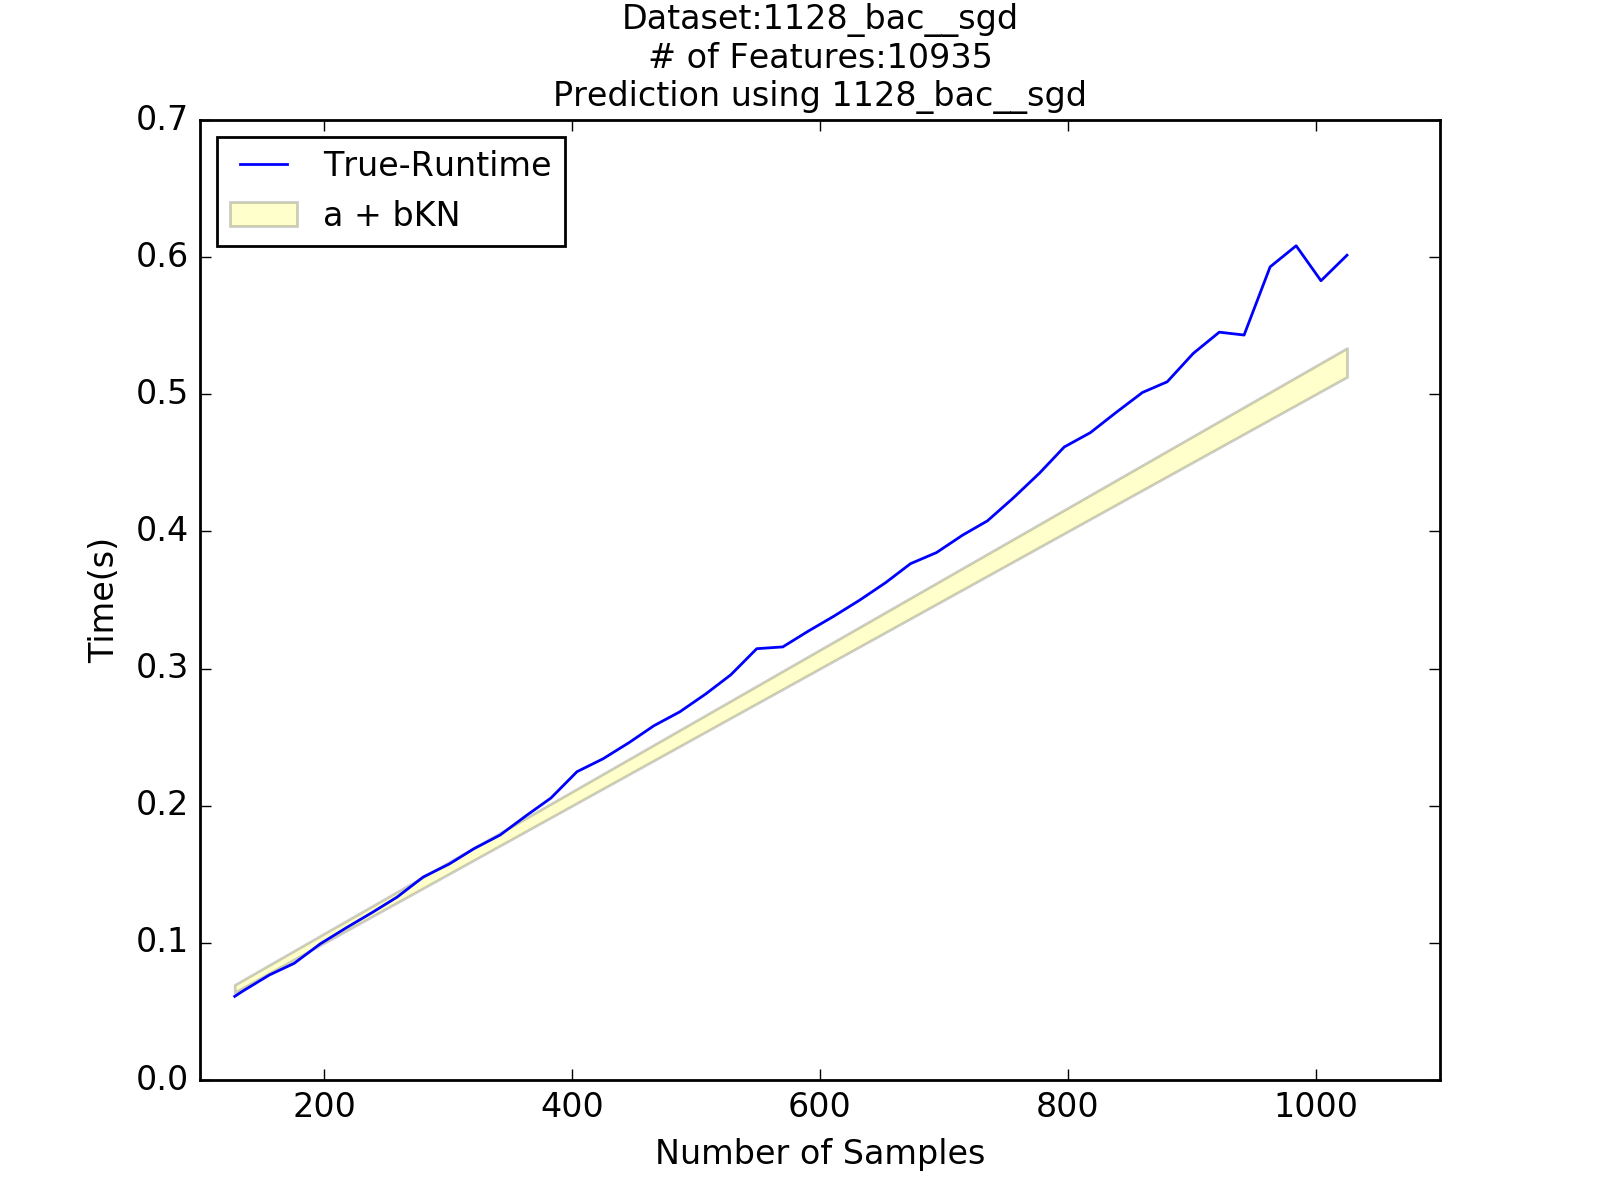 Dataset:1128_bac__sgd
# of Features:10935
Prediction using 1128_bac__sgd
0.7
True-Runtime
a + bKN
0.6
0.5
0.4
0.3
0.2
0.1
0.0
Time(s)
200 400 600 800 1000
Number of Samples